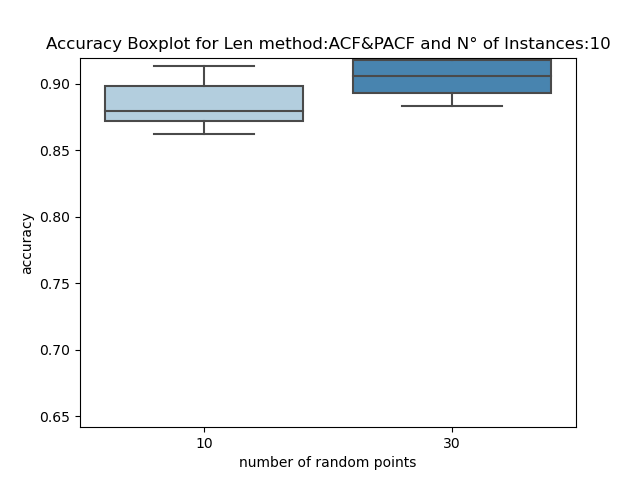 Accuracy Boxplot for Len method:ACF&PACF and N° of Instances:10
0.90
0.85
0.80
0.75
0.70
0.65
accuracy
10 30
number of random points